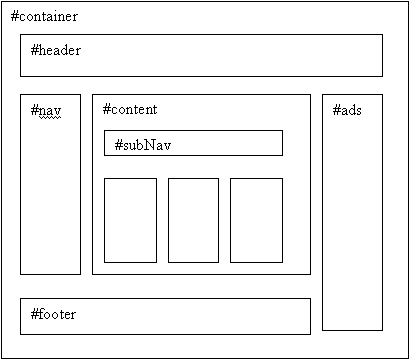 #container
#header
#nav
#content
#ads
#subNav
#footer